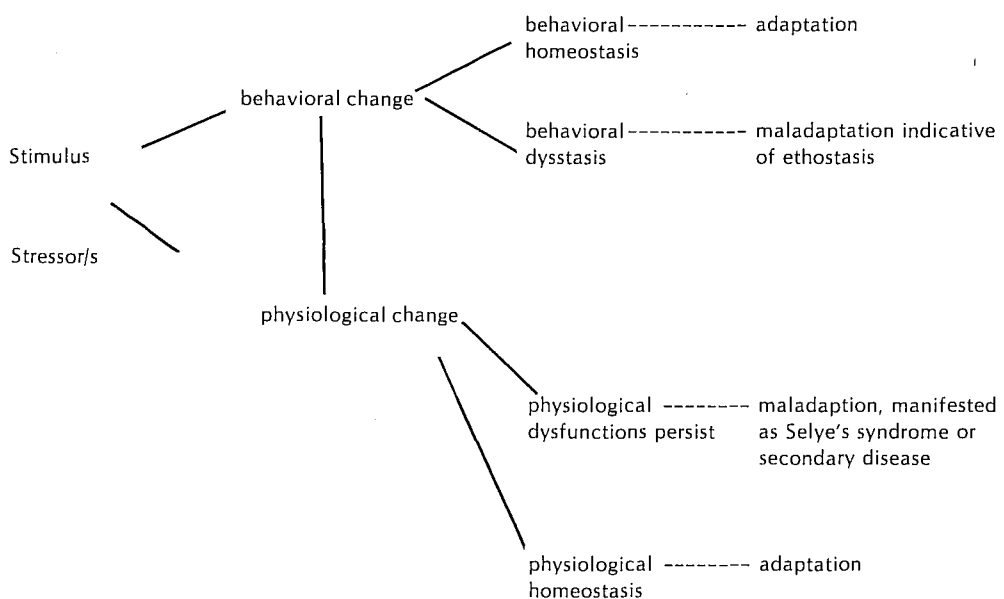 behavioral----------- adaptation
homeostasis
behavioral change
behavioral----------- maladaptation indicative
dysstasis of ethostasis
Stimulus
Stressor/s
physiological change
physiological -------- maladaption, manifested
dysfunctions persist as Selye's syndrome or
secondary disease
physiological -------- adaptation
homeostasis